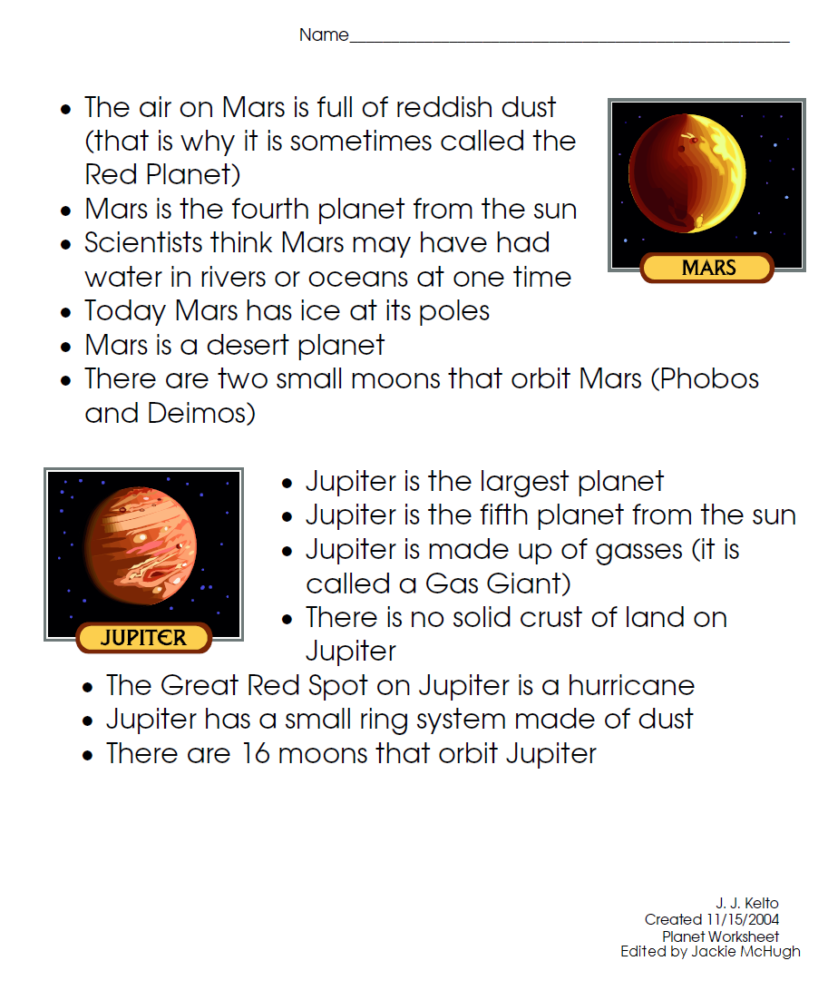 Name______________________________________________
• The air on Mars is full of reddish dust
(that is why it is sometimes called the
Red Planet)
• Mars is the fourth planet from the sun
• Scientists think Mars may have had
water in rivers or oceans at one time
• Today Mars has ice at its poles
• Mars is a desert planet
• There are two small moons that orbit Mars (Phobos
and Deimos)
MARS
JUPITER
• Jupiter is the largest planet
• Jupiter is the fifth planet from the sun
• Jupiter is made up of gasses (it is
called a Gas Giant)
• There is no solid crust of land on
Jupiter
• The Great Red Spot on Jupiter is a hurricane
• Jupiter has a small ring system made of dust
• There are 16 moons that orbit Jupiter
J. J. Kelto
Created 11/15/2004
Planet Worksheet
Edited by Jackie McHugh